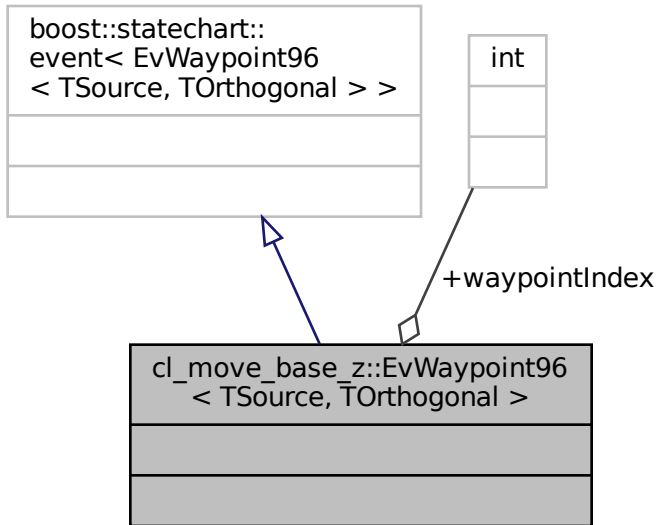 boost::statechart::
event< EvWaypoint96
< TSource, TOrthogonal > >
int
+waypointIndex
cl_move_base_z::EvWaypoint96
< TSource, TOrthogonal >